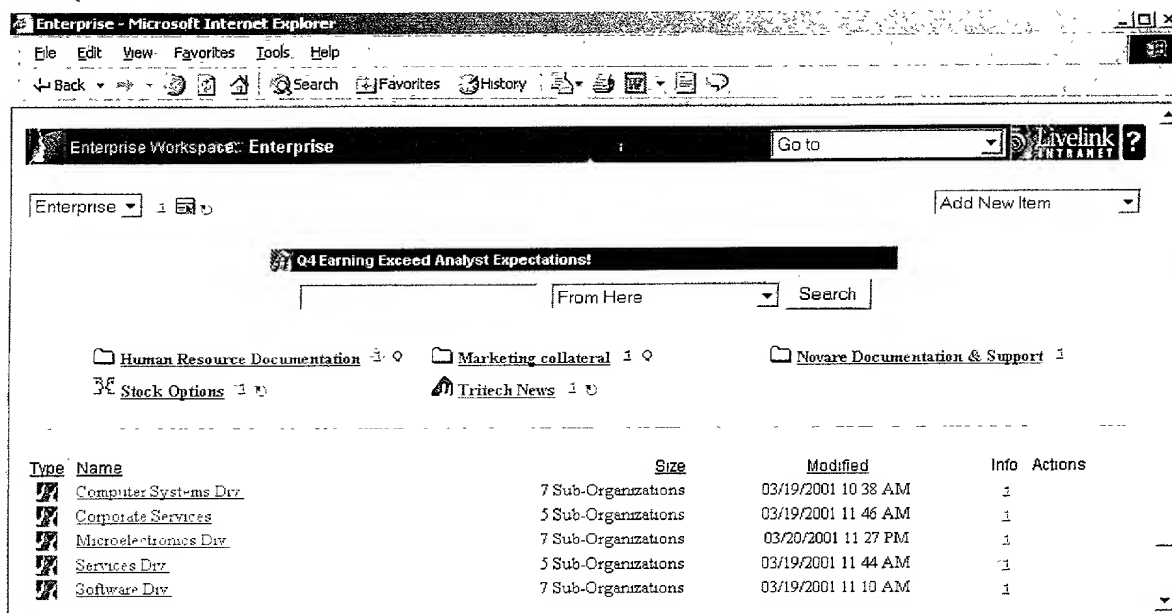 Enterprise - Microsoft Internet Explorer
File Edit View Favorites Tools Help
Back Search Favorites History
Enterprise Workspace: Enterprise Go to Livelink INTRANET ?
Enterprise Add New Item
Q4 Earning Exceed Analyst Expectations!
From Here Search
Human Resource Documentation Marketing collateral Novare Documentation & Support
Stock Options Tritech News
Type Name Size Modified Info Actions
Computer Systems Div 7 Sub-Organizations 03/19/2001 10 38 AM
Corporate Services 5 Sub-Organizations 03/19/2001 11 46 AM
Microelectronics Div 7 Sub-Organizations 03/20/2001 11 27 PM
Services Div 5 Sub-Organizations 03/19/2001 11 44 AM
Software Div 7 Sub-Organizations 03/19/2001 11 10 AM